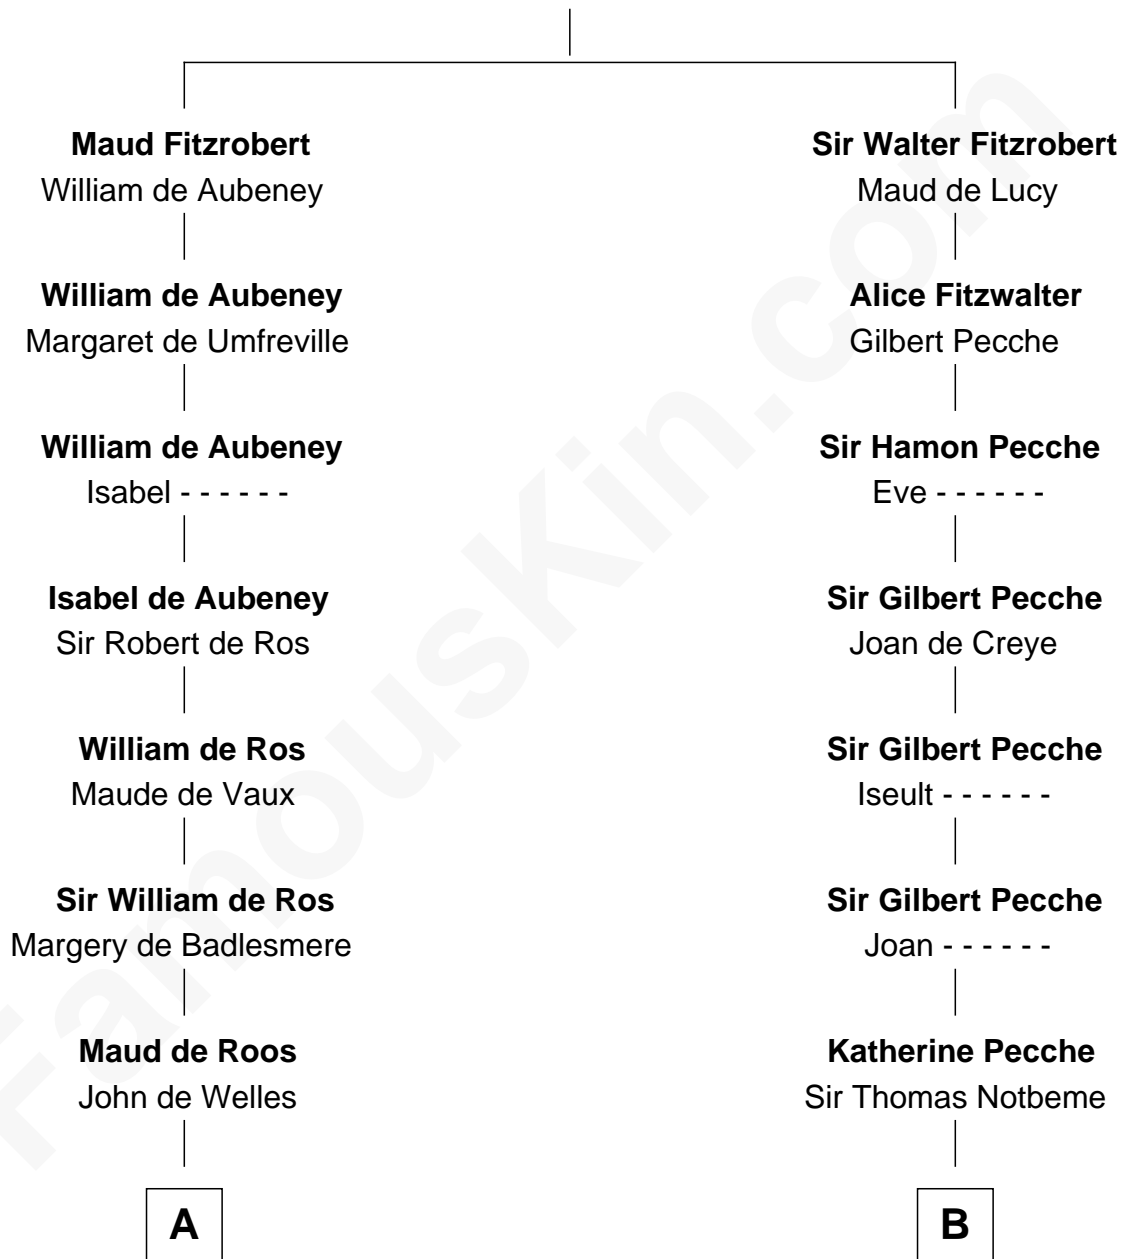 Maud Fitzrobert
William de Aubeney
William de Aubeney
Margaret de Umfreville
William de Aubeney
Isabel - - - - - -
Isabel de Aubeney
Sir Robert de Ros
William de Ros
Maude de Vaux
Sir William de Ros
Margery de Badlesmere
Maud de Roos
John de Welles
A
Sir Walter Fitzrobert
Maud de Lucy
Alice Fitzwalter
Gilbert Pecche
Sir Hamon Pecche
Eve - - - - - -
Sir Gilbert Pecche
Joan de Creye
Sir Gilbert Pecche
Iseult - - - - - -
Sir Gilbert Pecche
Joan - - - - - -
Katherine Pecche
Sir Thomas Notbeme
B
FamousKin.com